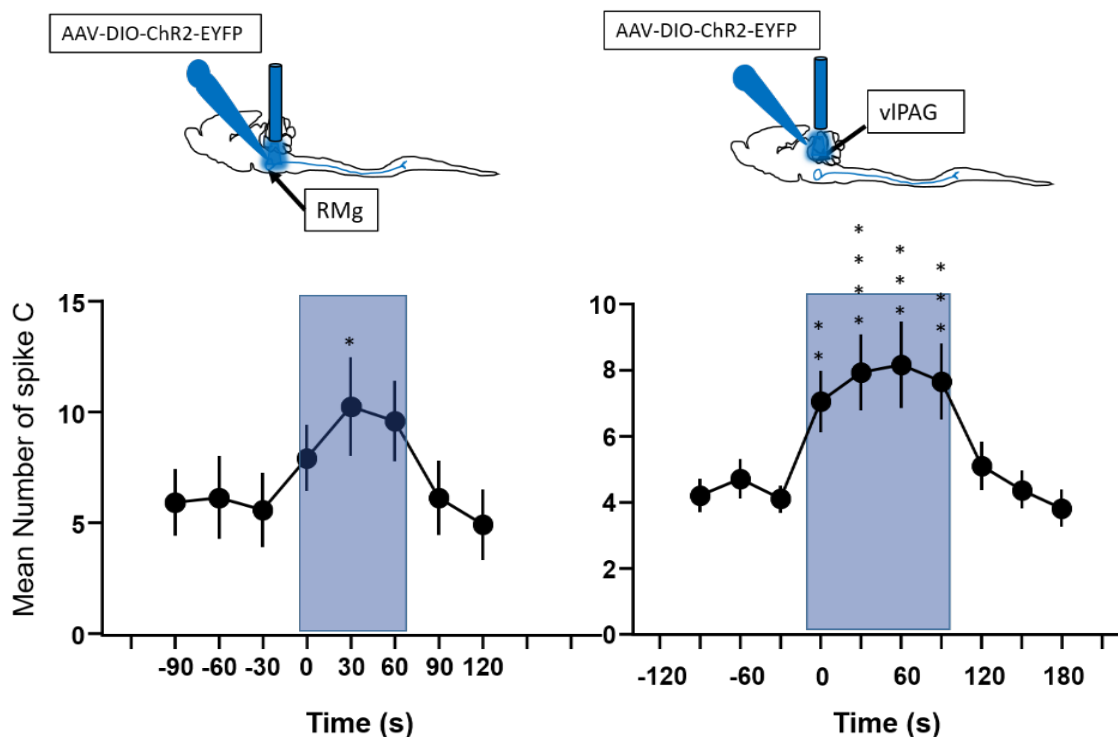 AAV-DIO-ChR2-EYFP
RMg
Mean Number of spike C
15
10
5
0
*
-90 -60 -30 0 30 60 90 120
Time (s)
AAV-DIO-ChR2-EYFP
vlPAG
10
8
6
4
2
0
**
****
***
***
-120 -60 0 60 120 180
Time (s)